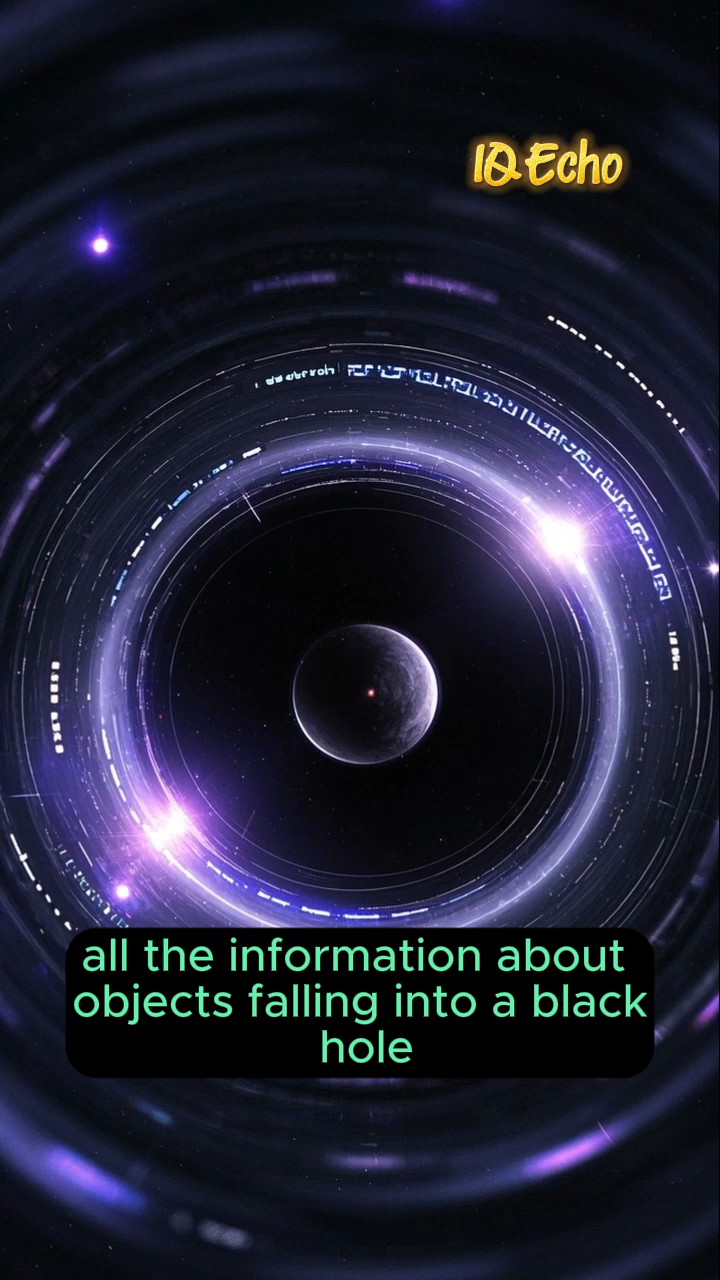 IQ Echo
all the information about
objects falling into a black
hole